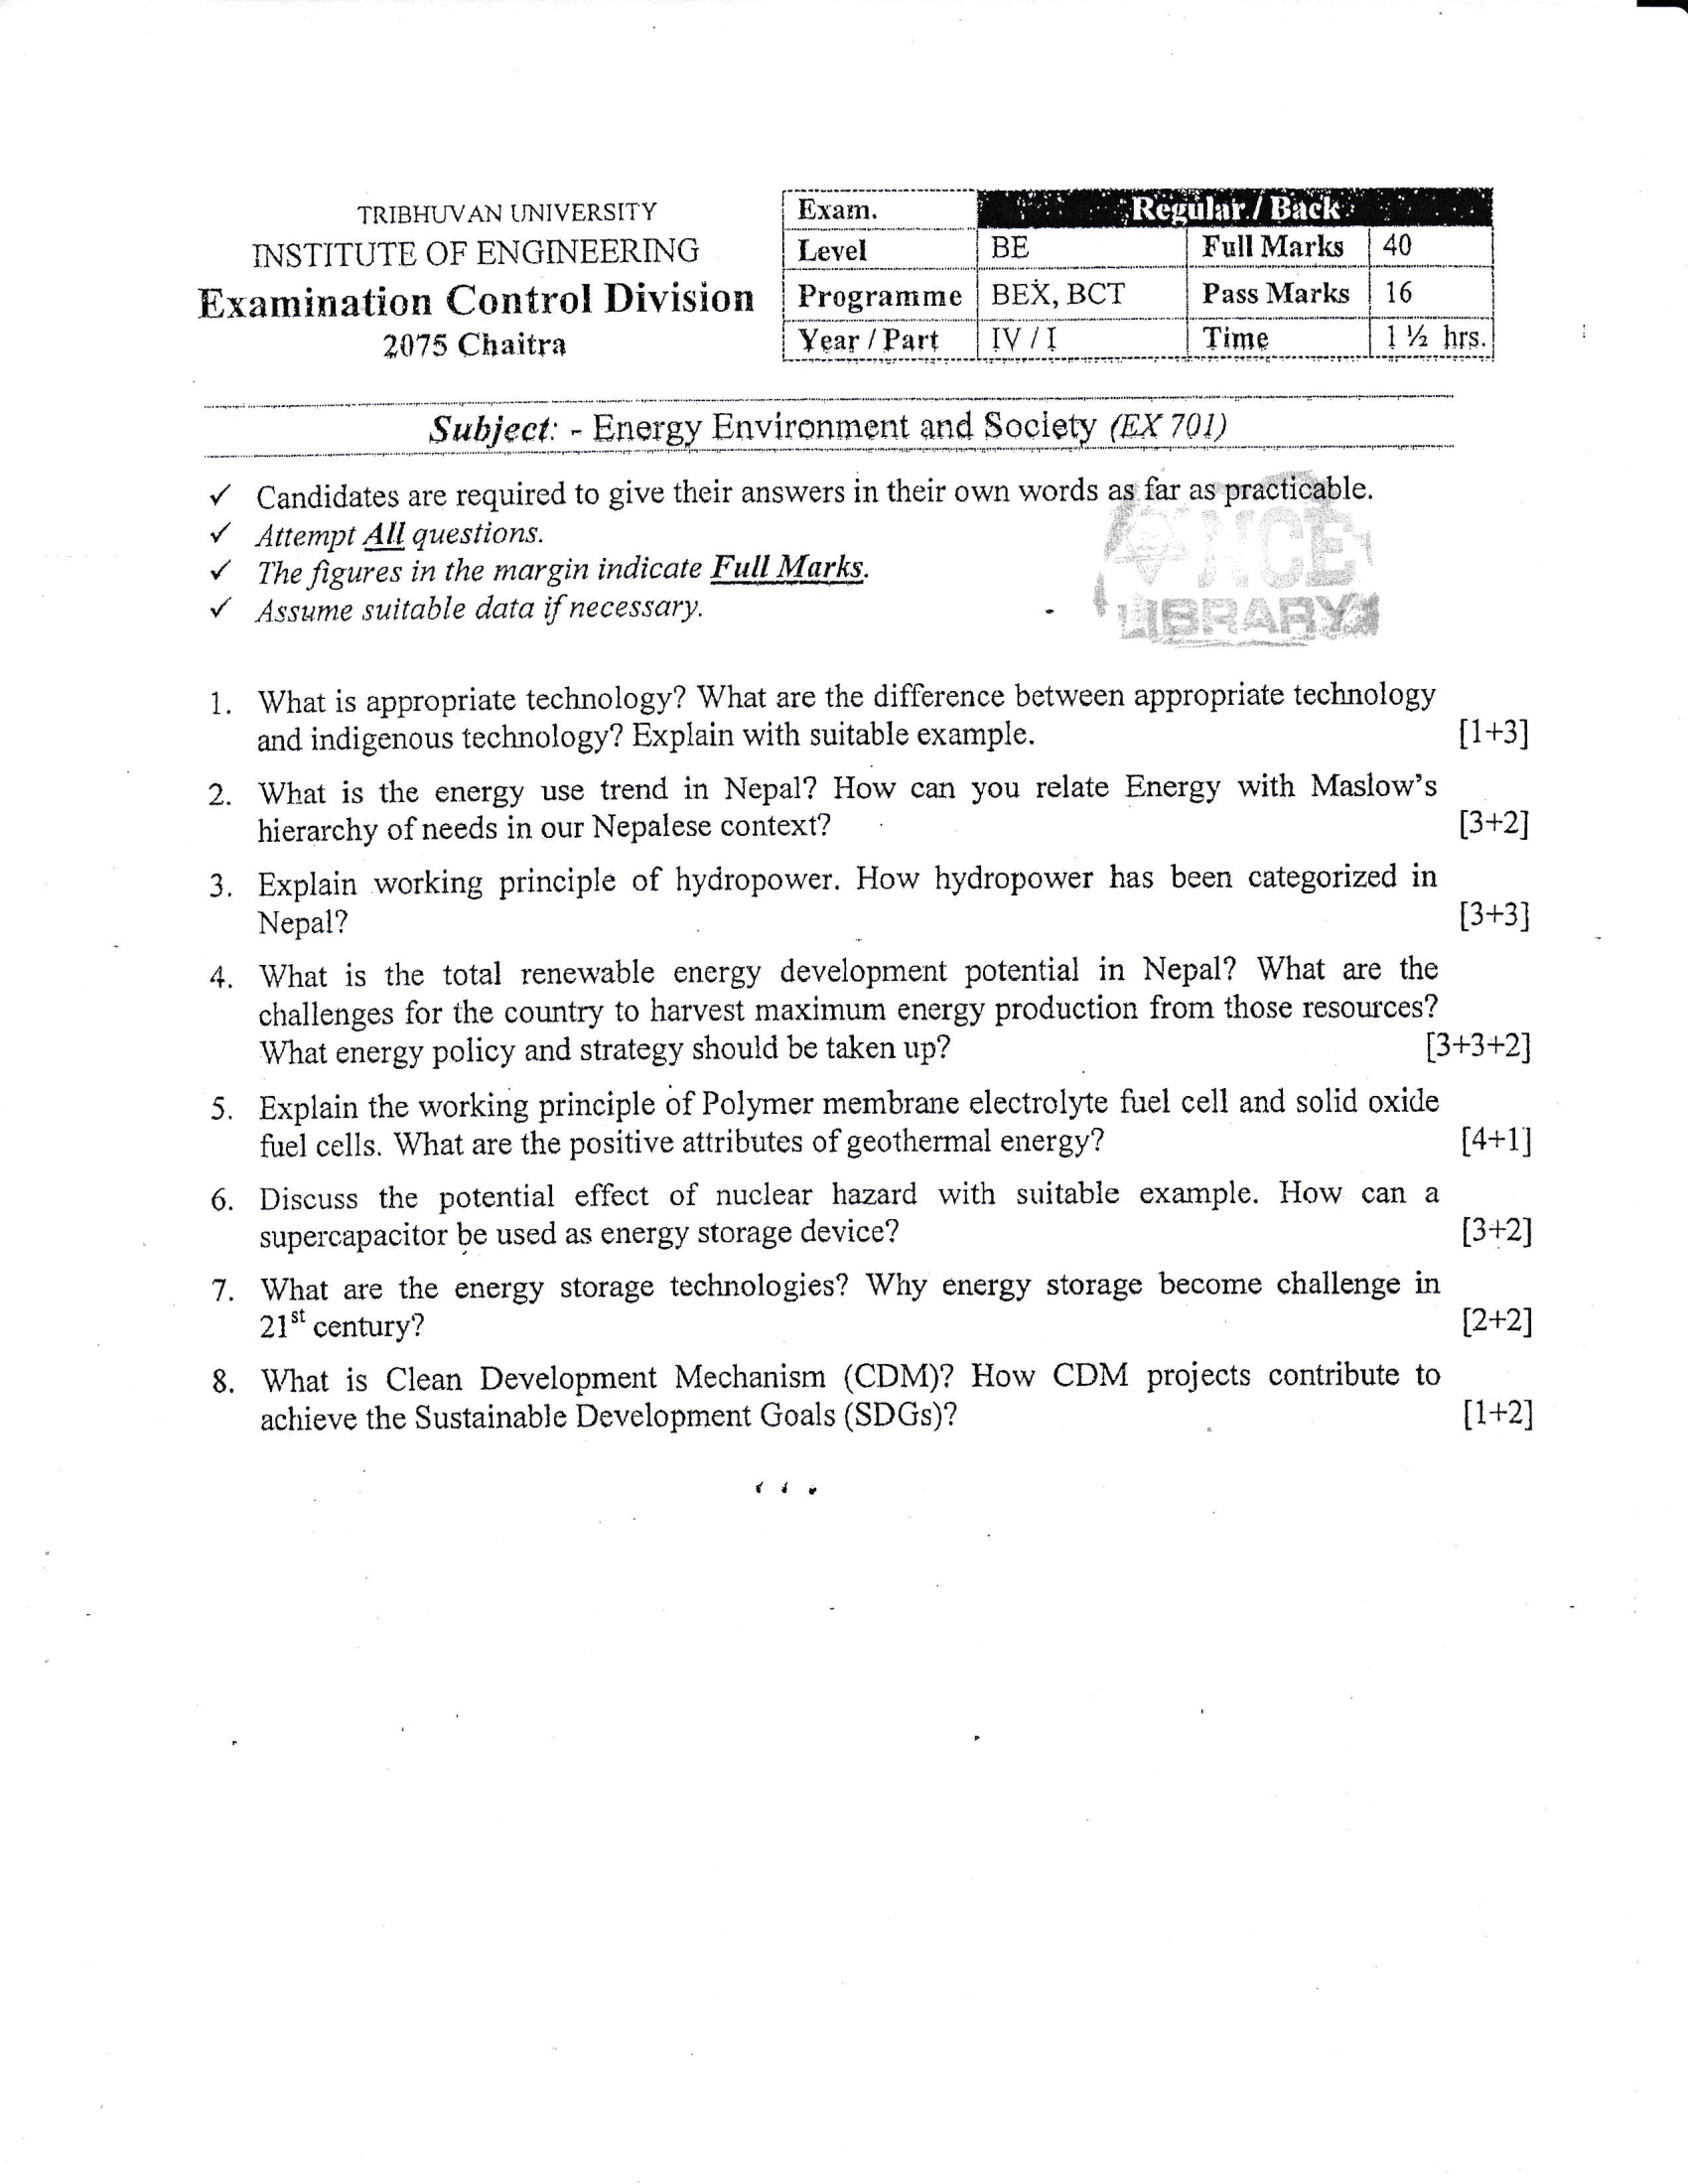 TRIBHUVAN UNIVERSITY
INSTITUTE OF ENGINEERING
Examination Control Division
2075 Chaitra
Exam. Regular / Back
Level BE Full Marks 40
Programme BEX, BCT Pass Marks 16
Year / Part IV / I Time 1 ½ hrs.
Subject: - Energy Environment and Society (EX 701)
✓ Candidates are required to give their answers in their own words as far as practicable.
✓ Attempt All questions.
✓ The figures in the margin indicate Full Marks.
✓ Assume suitable data if necessary.
NCE
LIBRARY
1. What is appropriate technology? What are the difference between appropriate technology
and indigenous technology? Explain with suitable example. [1+3]
2. What is the energy use trend in Nepal? How can you relate Energy with Maslow's
hierarchy of needs in our Nepalese context? [3+2]
3. Explain working principle of hydropower. How hydropower has been categorized in
Nepal? [3+3]
4. What is the total renewable energy development potential in Nepal? What are the
challenges for the country to harvest maximum energy production from those resources?
What energy policy and strategy should be taken up? [3+3+2]
5. Explain the working principle of Polymer membrane electrolyte fuel cell and solid oxide
fuel cells. What are the positive attributes of geothermal energy? [4+1]
6. Discuss the potential effect of nuclear hazard with suitable example. How can a
supercapacitor be used as energy storage device? [3+2]
7. What are the energy storage technologies? Why energy storage become challenge in
21st century? [2+2]
8. What is Clean Development Mechanism (CDM)? How CDM projects contribute to
achieve the Sustainable Development Goals (SDGs)? [1+2]